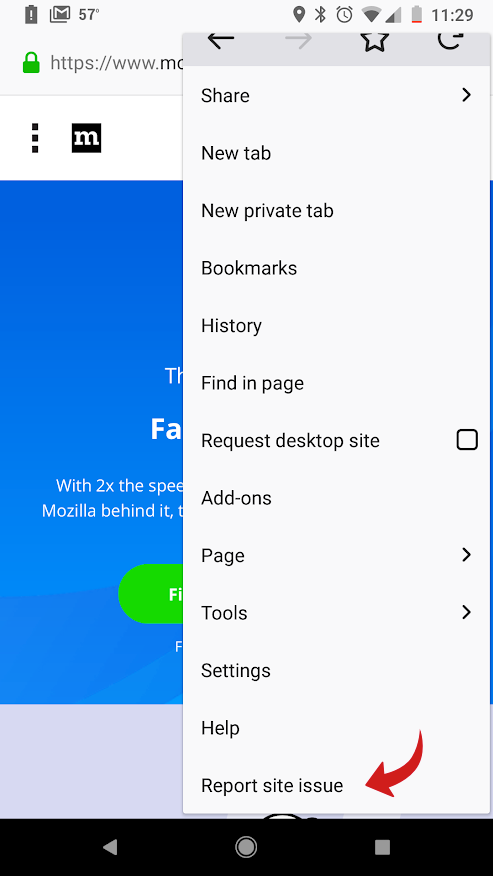 57°
11:29
https://www.mo
m
Share
New tab
New private tab
Bookmarks
History
Find in page
Request desktop site
Add-ons
Page
Tools
Settings
Help
Report site issue
Th
Fa
With 2x the spee
Mozilla behind it, t
Fi
F